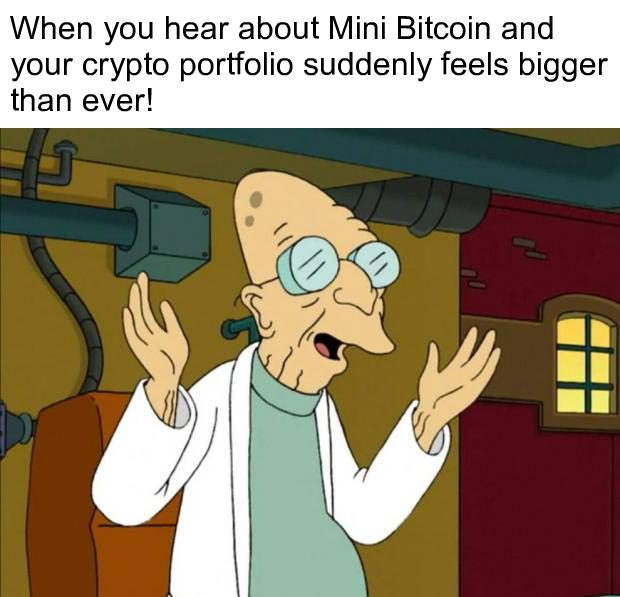 When you hear about Mini Bitcoin and
your crypto portfolio suddenly feels bigger
than ever!